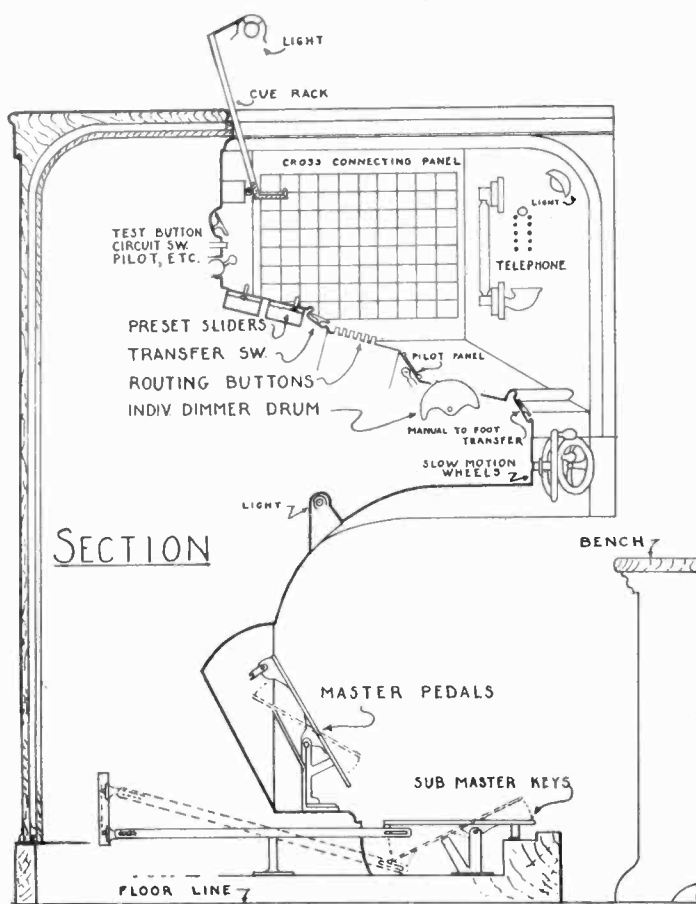 LIGHT
CUE RACK
CROSS CONNECTING PANEL
LIGHT
TEST BUTTON
CIRCUIT SW.
PILOT, ETC.
TELEPHONE
PRESET SLIDERS
TRANSFER SW.
ROUTING BUTTONS
INDIV. DIMMER DRUM
PILOT PANEL
MANUAL TO FOOT
TRANSFER
SLOW MOTION
WHEELS
LIGHT
SECTION
BENCH
MASTER PEDALS
SUB MASTER KEYS
FLOOR LINE